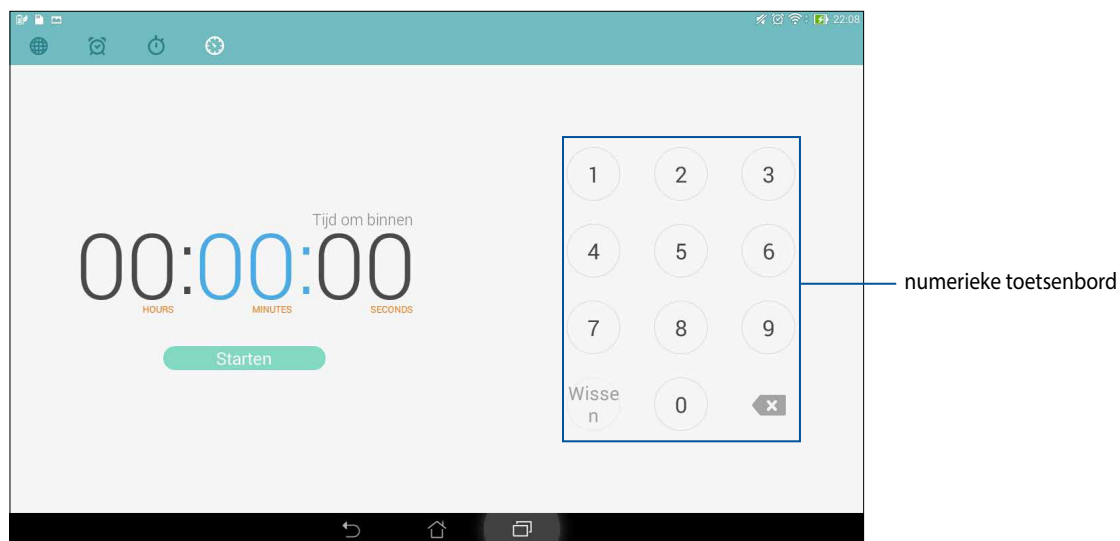 22:08
Tijd om binnen
00:00:00
HOURS MINUTES SECONDS
Starten
1 2 3
4 5 6
7 8 9
Wisse
n 0
numerieke toetsenbord